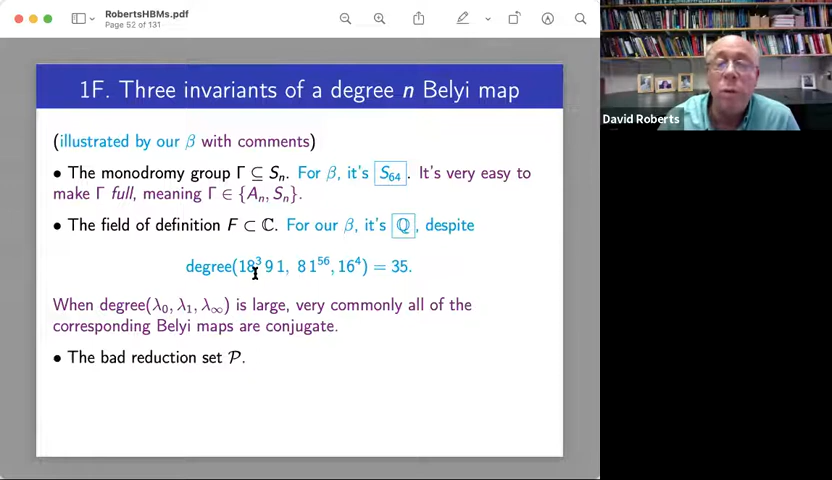 RobertsHBMs.pdf
Page 52 of 131
1F. Three invariants of a degree n Belyi map
(illustrated by our β with comments)
• The monodromy group Γ ⊆ Sₙ. For β, it's S₆₄. It's very easy to
make Γ full, meaning Γ ∈ {Aₙ, Sₙ}.
• The field of definition F ⊂ ℂ. For our β, it's ℚ, despite
degree(18³ 9 1, 8 1⁵⁶, 16⁴) = 35.
When degree(λ₀, λ₁, λ∞) is large, very commonly all of the
corresponding Belyi maps are conjugate.
• The bad reduction set 𝒫.
David Roberts